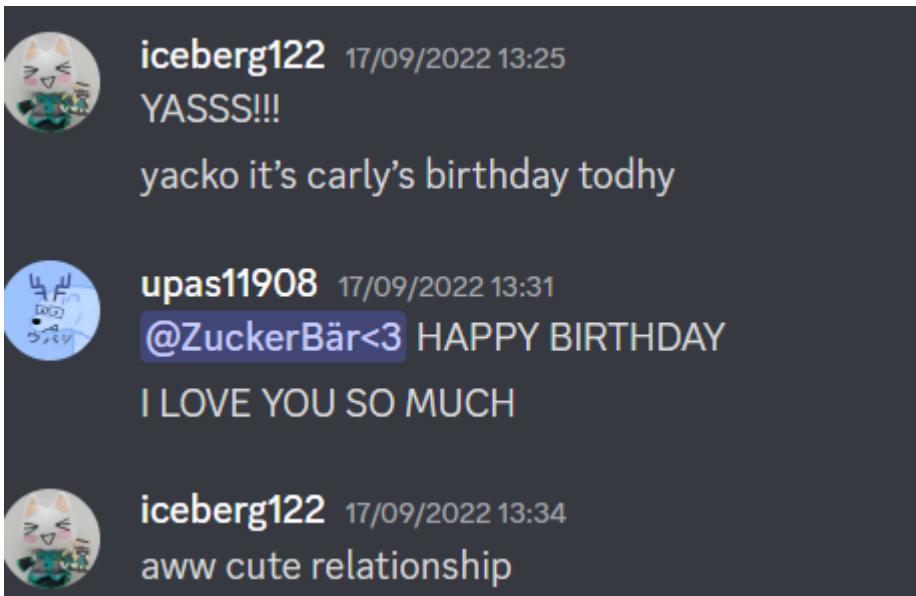 iceberg122 17/09/2022 13:25
YASSS!!!
yacko it’s carly’s birthday todhy
upas11908 17/09/2022 13:31
@ZuckerBär<3 HAPPY BIRTHDAY
I LOVE YOU SO MUCH
iceberg122 17/09/2022 13:34
aww cute relationship